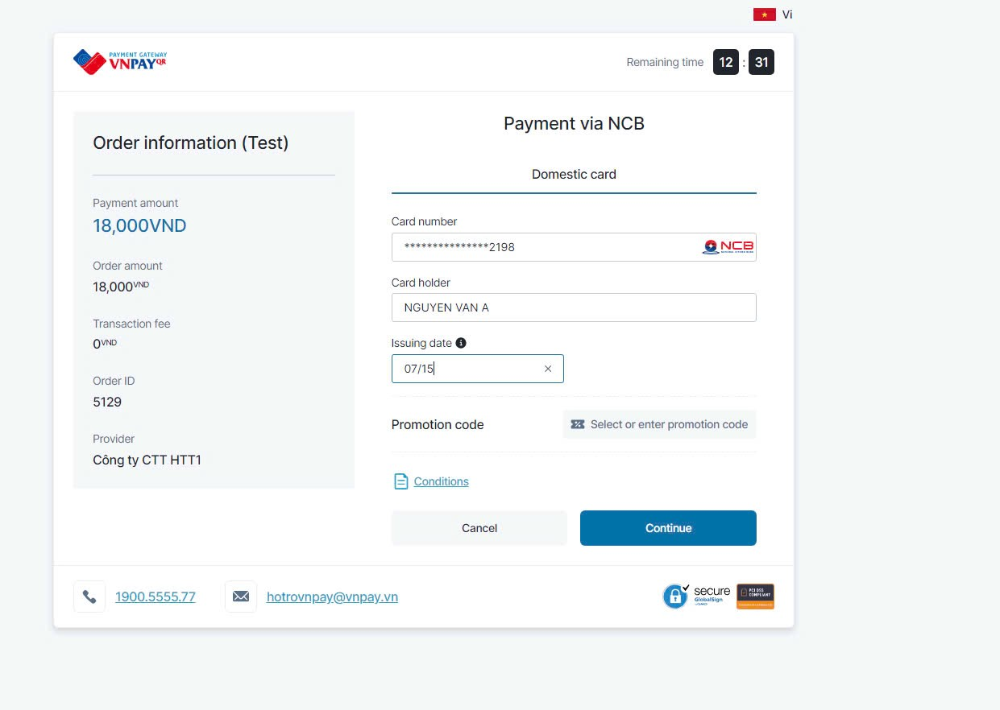 Vi
PAYMENT GATEWAY
VNPAYQR
Remaining time 12 : 31
Order information (Test)
Payment amount
18,000VND
Order amount
18,000VND
Transaction fee
0VND
Order ID
5129
Provider
Công ty CTT HTT1
Payment via NCB
Domestic card
Card number
***************2198
NCB
Card holder
NGUYEN VAN A
Issuing date
07/15
Promotion code
Select or enter promotion code
Conditions
Cancel
Continue
1900.5555.77
hotrovnpay@vnpay.vn
secure
GlobalSign
PCI DSS
COMPLIANT